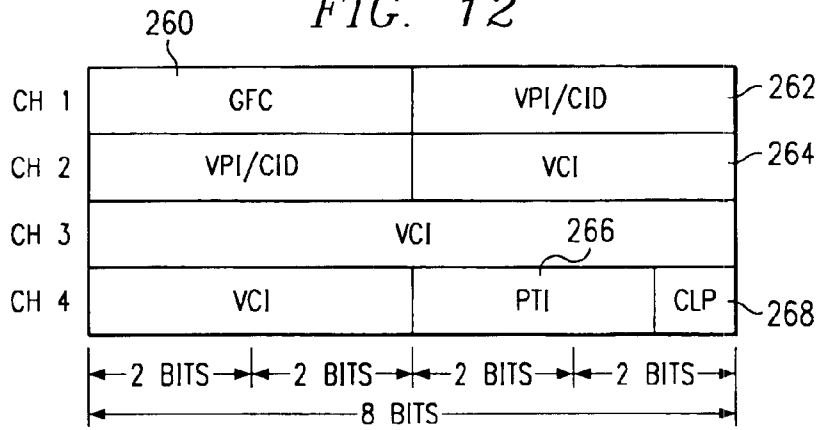 FIG. 12
260
CH 1 GFC VPI/CID 262
CH 2 VPI/CID VCI 264
CH 3 VCI 266
CH 4 VCI PTI CLP 268
2 BITS 2 BITS 2 BITS 2 BITS
8 BITS